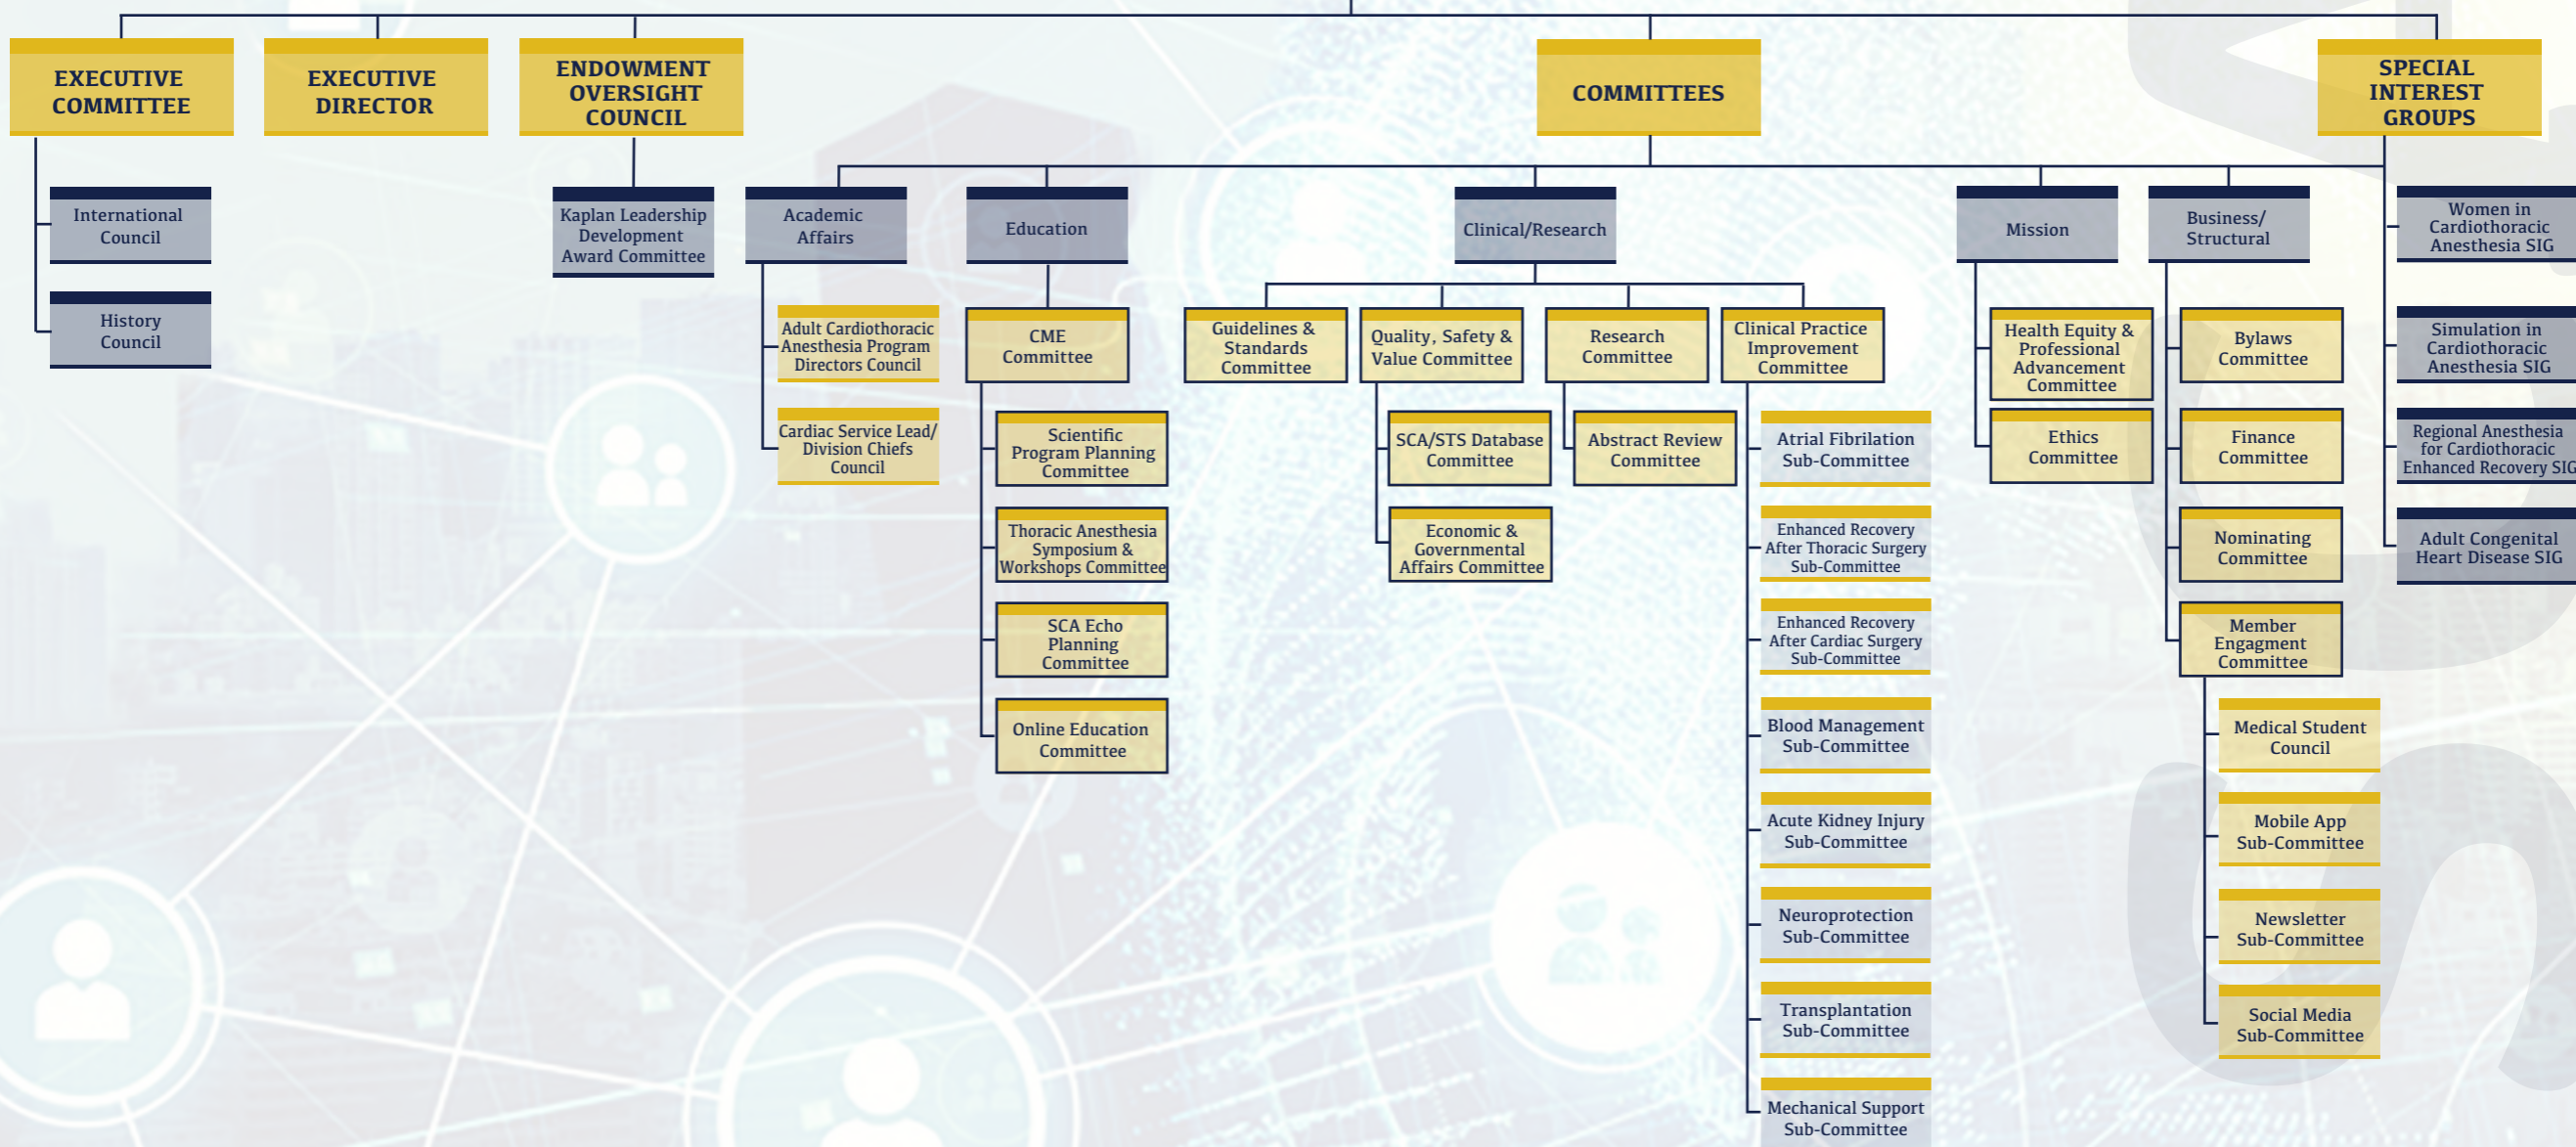 EXECUTIVE
COMMITTEE
EXECUTIVE
DIRECTOR
ENDOWMENT
OVERSIGHT
COUNCIL
COMMITTEES
SPECIAL
INTEREST
GROUPS
International
Council
History
Council
Kaplan Leadership
Development
Award Committee
Academic
Affairs
Adult Cardiothoracic
Anesthesia Program
Directors Council
Cardiac Service Lead/
Division Chiefs
Council
Education
CME
Committee
Scientific
Program Planning
Committee
Thoracic Anesthesia
Symposium &
Workshops Committee
SCA Echo
Planning
Committee
Online Education
Committee
Clinical/Research
Guidelines &
Standards
Committee
Quality, Safety &
Value Committee
SCA/STS Database
Committee
Economic &
Governmental
Affairs Committee
Research
Committee
Abstract Review
Committee
Clinical Practice
Improvement
Committee
Atrial Fibrilation
Sub-Committee
Enhanced Recovery
After Thoracic Surgery
Sub-Committee
Enhanced Recovery
After Cardiac Surgery
Sub-Committee
Blood Management
Sub-Committee
Acute Kidney Injury
Sub-Committee
Neuroprotection
Sub-Committee
Transplantation
Sub-Committee
Mechanical Support
Sub-Committee
Mission
Health Equity &
Professional
Advancement
Committee
Ethics
Committee
Business/
Structural
Bylaws
Committee
Finance
Committee
Nominating
Committee
Member
Engagment
Committee
Medical Student
Council
Mobile App
Sub-Committee
Newsletter
Sub-Committee
Social Media
Sub-Committee
Women in
Cardiothoracic
Anesthesia SIG
Simulation in
Cardiothoracic
Anesthesia SIG
Regional Anesthesia
for Cardiothoracic
Enhanced Recovery SIG
Adult Congenital
Heart Disease SIG